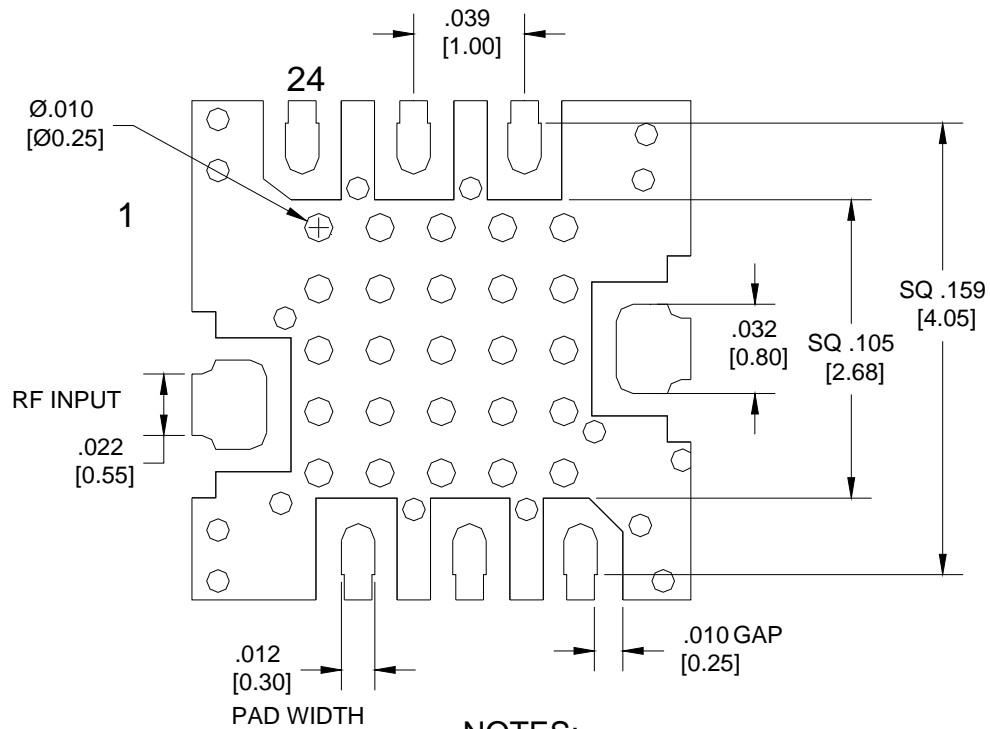 .039
[1.00]
24
Ø.010
[Ø0.25]
1
SQ .159
[4.05]
.032
[0.80]
SQ .105
[2.68]
RF INPUT
.022
[0.55]
.012
[0.30]
PAD WIDTH
.010 GAP
[0.25]
NOTES: